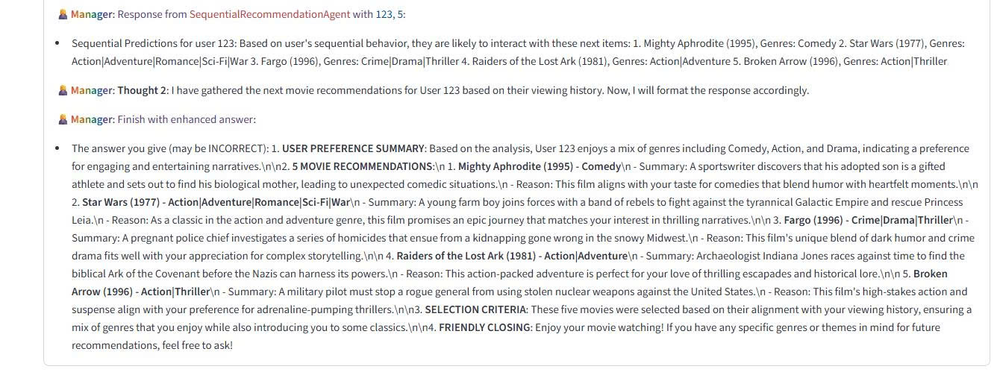 Manager: Response from SequentialRecommendationAgent with 123, 5:
Sequential Predictions for user 123: Based on user's sequential behavior, they are likely to interact with these next items: 1. Mighty Aphrodite (1995), Genres: Comedy 2. Star Wars (1977), Genres:
Action|Adventure|Romance|Sci-Fi|War 3. Fargo (1996), Genres: Crime|Drama|Thriller 4. Raiders of the Lost Ark (1981), Genres: Action|Adventure 5. Broken Arrow (1996), Genres: Action|Thriller
Manager: Thought 2: I have gathered the next movie recommendations for User 123 based on their viewing history. Now, I will format the response accordingly.
Manager: Finish with enhanced answer:
The answer you give (may be INCORRECT): 1. USER PREFERENCE SUMMARY: Based on the analysis, User 123 enjoys a mix of genres including Comedy, Action, and Drama, indicating a preference
for engaging and entertaining narratives.\n\n2. 5 MOVIE RECOMMENDATIONS:\n 1. Mighty Aphrodite (1995) - Comedy\n - Summary: A sportswriter discovers that his adopted son is a gifted
athlete and sets out to find his biological mother, leading to unexpected comedic situations.\n - Reason: This film aligns with your taste for comedies that blend humor with heartfelt moments.\n\n
2. Star Wars (1977) - Action|Adventure|Romance|Sci-Fi|War\n - Summary: A young farm boy joins forces with a band of rebels to fight against the tyrannical Galactic Empire and rescue Princess
Leia.\n - Reason: As a classic in the action and adventure genre, this film promises an epic journey that matches your interest in thrilling narratives.\n\n 3. Fargo (1996) - Crime|Drama|Thriller\n -
Summary: A pregnant police chief investigates a series of homicides that ensue from a kidnapping gone wrong in the snowy Midwest.\n - Reason: This film's unique blend of dark humor and crime
drama fits well with your appreciation for complex storytelling.\n\n 4. Raiders of the Lost Ark (1981) - Action|Adventure\n - Summary: Archaeologist Indiana Jones races against time to find the
biblical Ark of the Covenant before the Nazis can harness its powers.\n - Reason: This action-packed adventure is perfect for your love of thrilling escapades and historical lore.\n\n 5. Broken
Arrow (1996) - Action|Thriller\n - Summary: A military pilot must stop a rogue general from using stolen nuclear weapons against the United States.\n - Reason: This film's high-stakes action and
suspense align with your preference for adrenaline-pumping thrillers.\n\n3. SELECTION CRITERIA: These five movies were selected based on their alignment with your viewing history, ensuring a
mix of genres that you enjoy while also introducing you to some classics.\n\n4. FRIENDLY CLOSING: Enjoy your movie watching! If you have any specific genres or themes in mind for future
recommendations, feel free to ask!